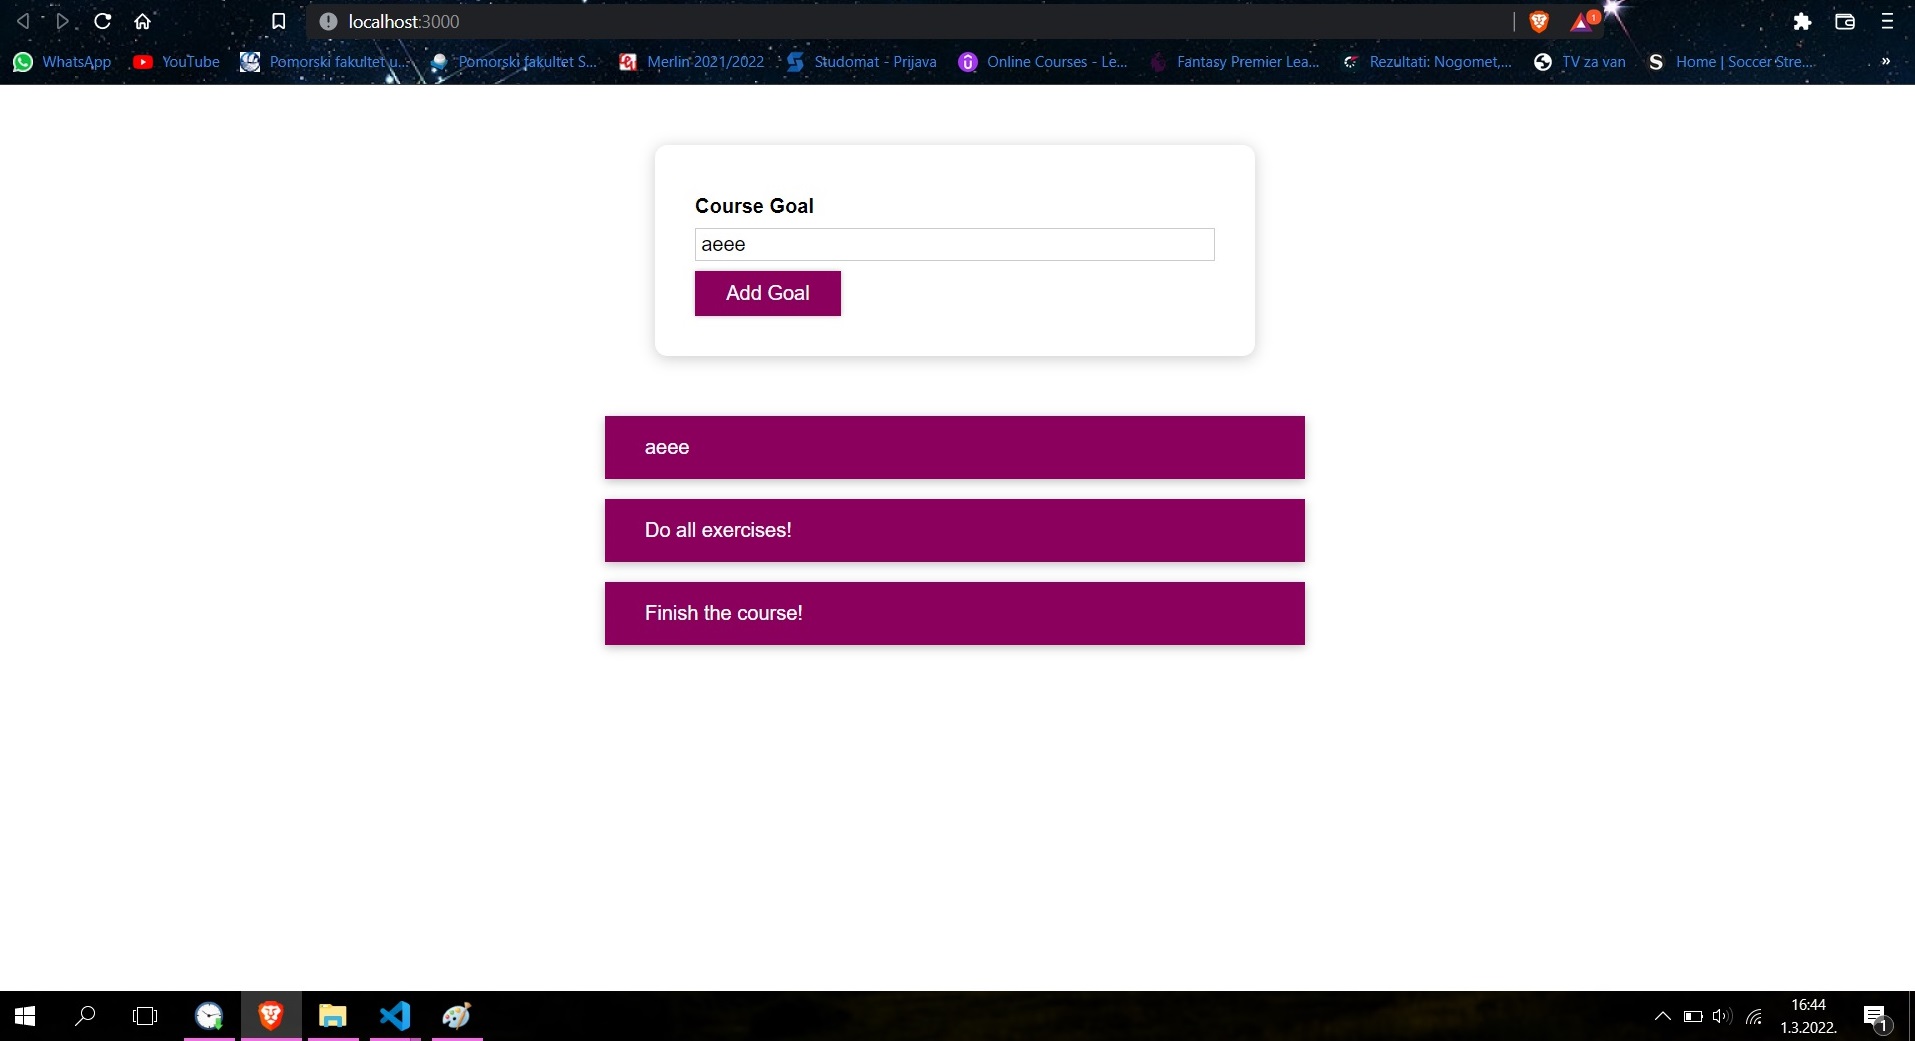 localhost:3000
1
WhatsApp
YouTube
Pomorski fakultet u...
Pomorski fakultet S...
Merlin 2021/2022
Studomat - Prijava
Online Courses - Le...
Fantasy Premier Lea...
Rezultati: Nogomet,...
TV za van
Home | Soccer Stre...
»
Course Goal
aeee
Add Goal
aeee
Do all exercises!
Finish the course!
16:44
1.3.2022.
1